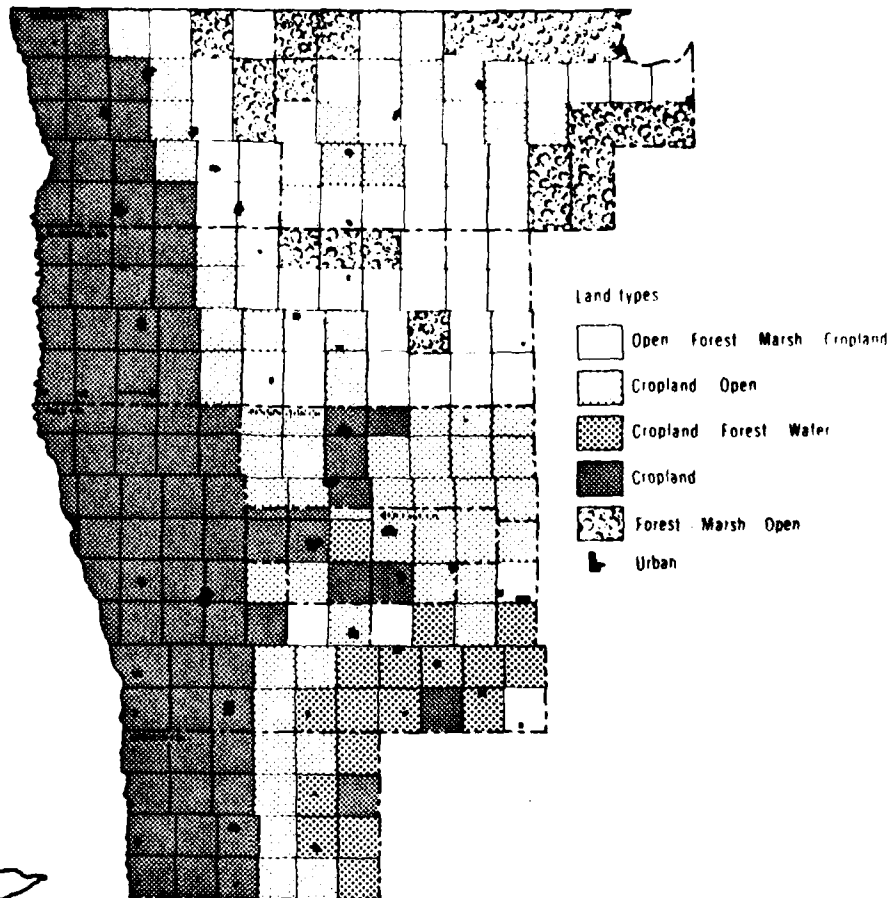 Land types
Open Forest Marsh Cropland
Cropland Open
Cropland Forest Water
Cropland
Forest Marsh Open
Urban